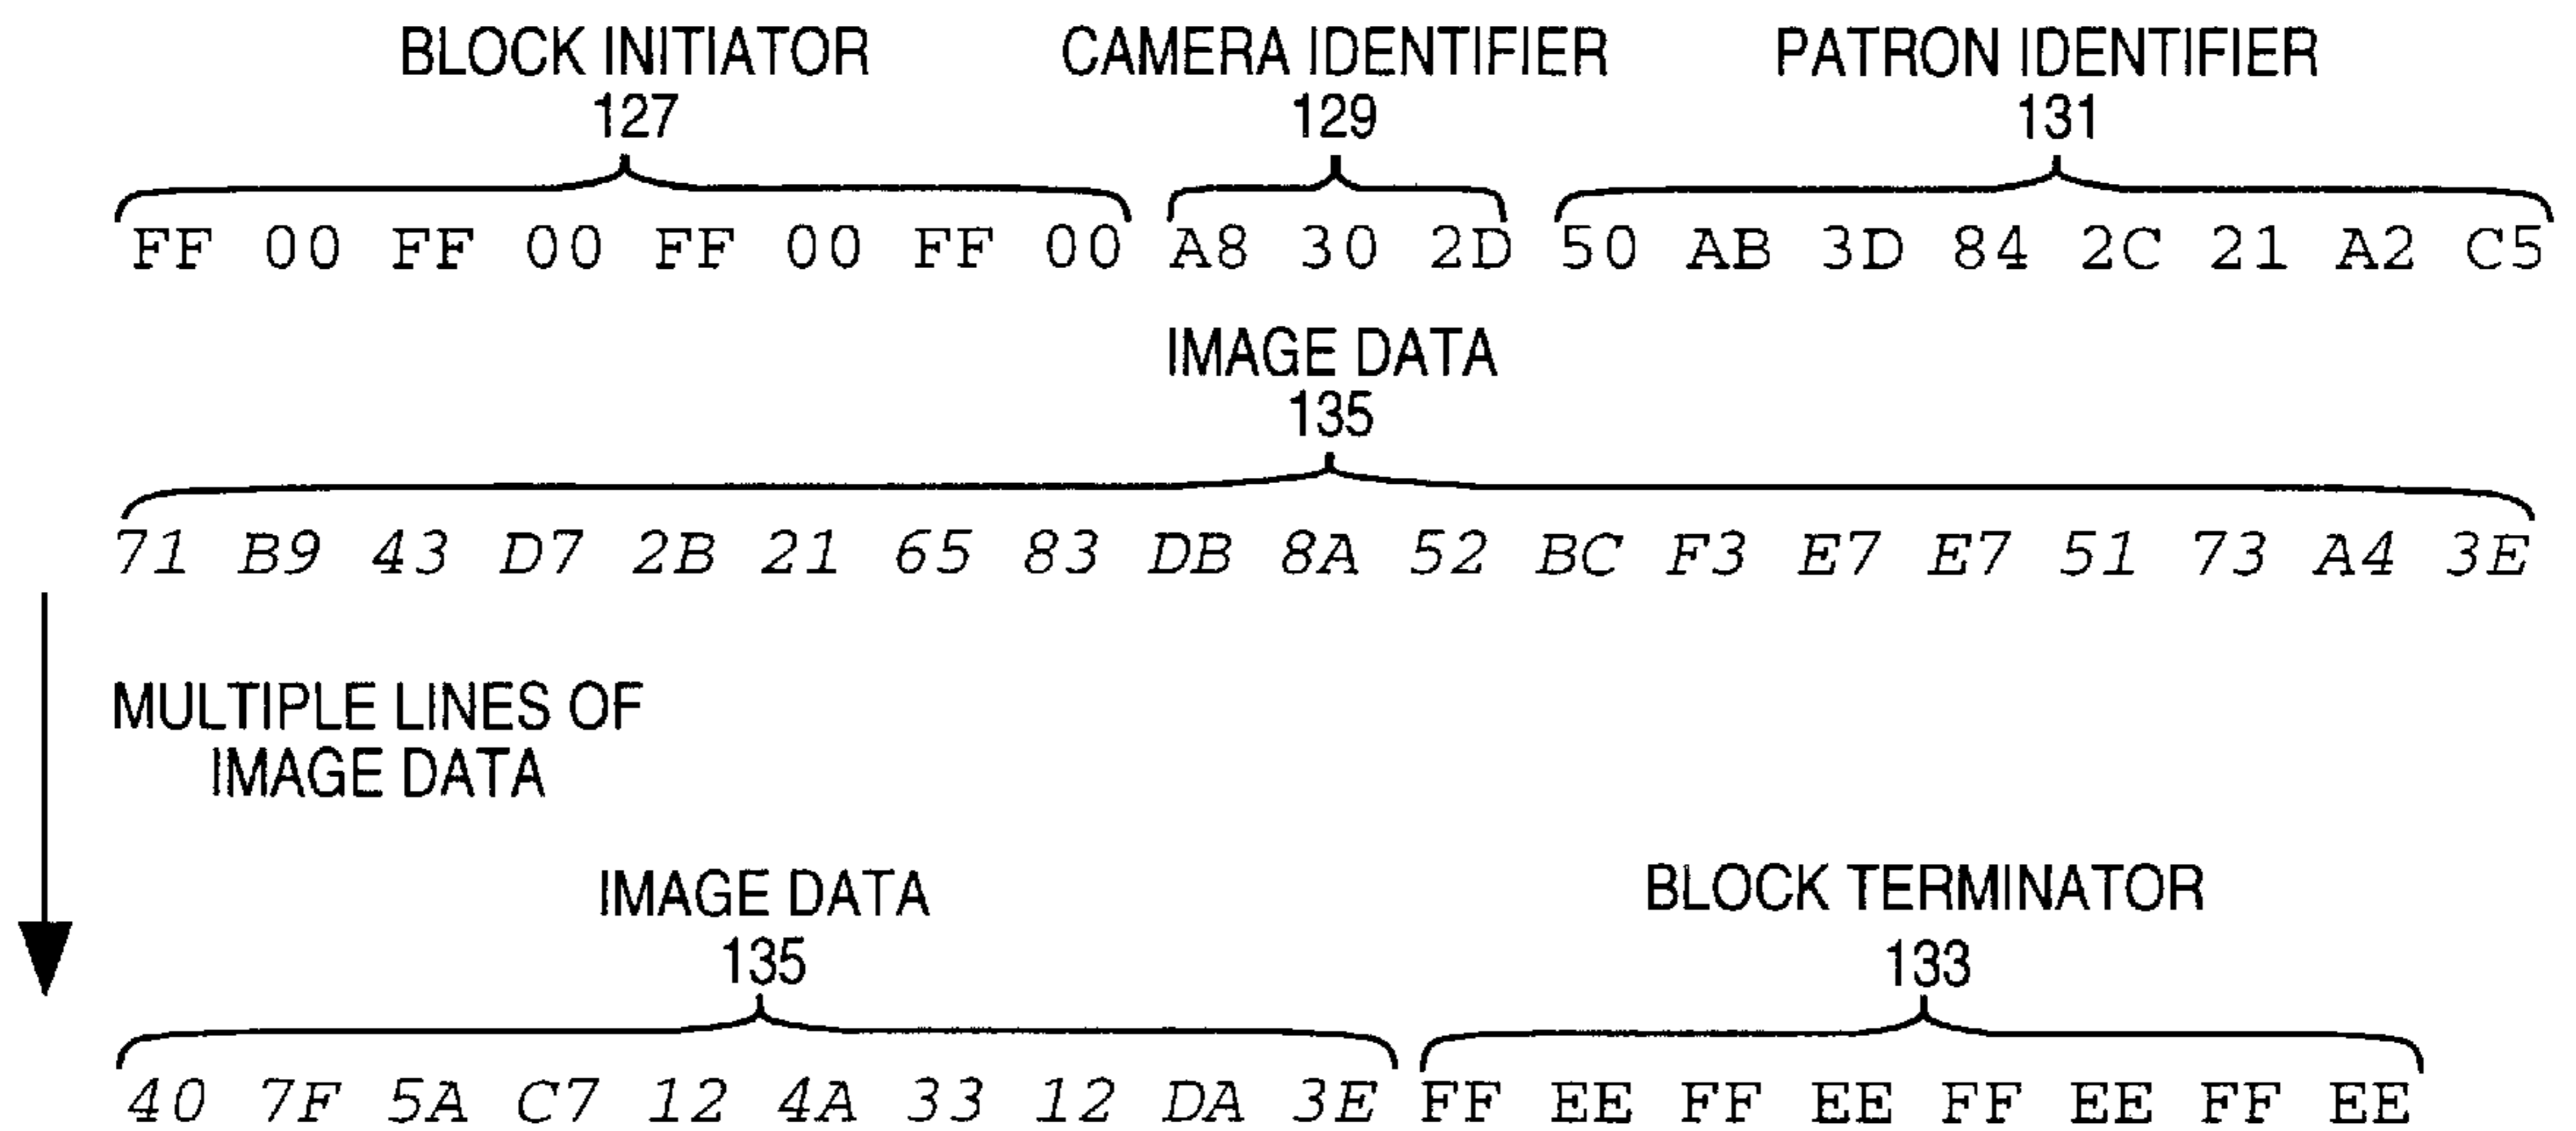 BLOCK INITIATOR CAMERA IDENTIFIER PATRON IDENTIFIER
127 129 131
FF 00 FF 00 FF 00 FF 00 A8 30 2D 50 AB 3D 84 2C 21 A2 C5
IMAGE DATA
135
71 B9 43 D7 2B 21 65 83 DB 8A 52 BC F3 E7 E7 51 73 A4 3E
MULTIPLE LINES OF
IMAGE DATA
IMAGE DATA BLOCK TERMINATOR
135 133
40 7F 5A C7 12 4A 33 12 DA 3E FF EE FF EE FF EE FF EE